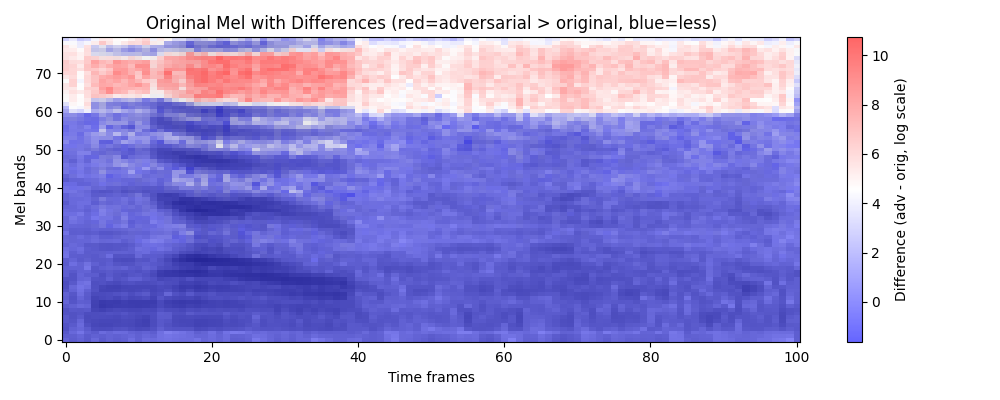 Original Mel with Differences (red=adversarial > original, blue=less)
Mel bands
70
60
50
40
30
20
10
0
0 20 40 60 80 100
Time frames
10
8
6
4
2
0
Difference (adv - orig, log scale)